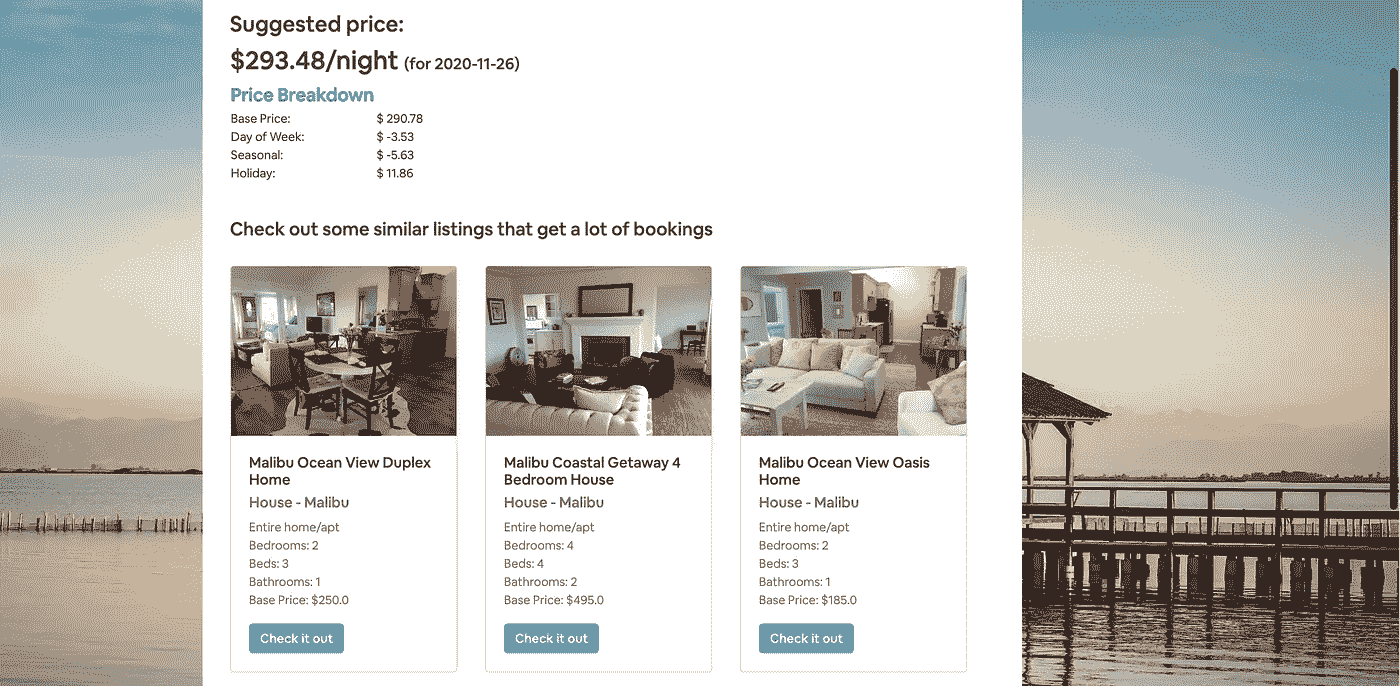 Suggested price:
$293.48/night (for 2020-11-26)
Price Breakdown
Base Price: $ 290.78
Day of Week: $ -3.53
Seasonal: $ -5.63
Holiday: $ 11.86
Check out some similar listings that get a lot of bookings
Malibu Ocean View Duplex
Home
House - Malibu
Entire home/apt
Bedrooms: 2
Beds: 3
Bathrooms: 1
Base Price: $250.0
Check it out
Malibu Coastal Getaway 4
Bedroom House
House - Malibu
Entire home/apt
Bedrooms: 4
Beds: 4
Bathrooms: 2
Base Price: $495.0
Check it out
Malibu Ocean View Oasis
Home
House - Malibu
Entire home/apt
Bedrooms: 2
Beds: 3
Bathrooms: 1
Base Price: $185.0
Check it out